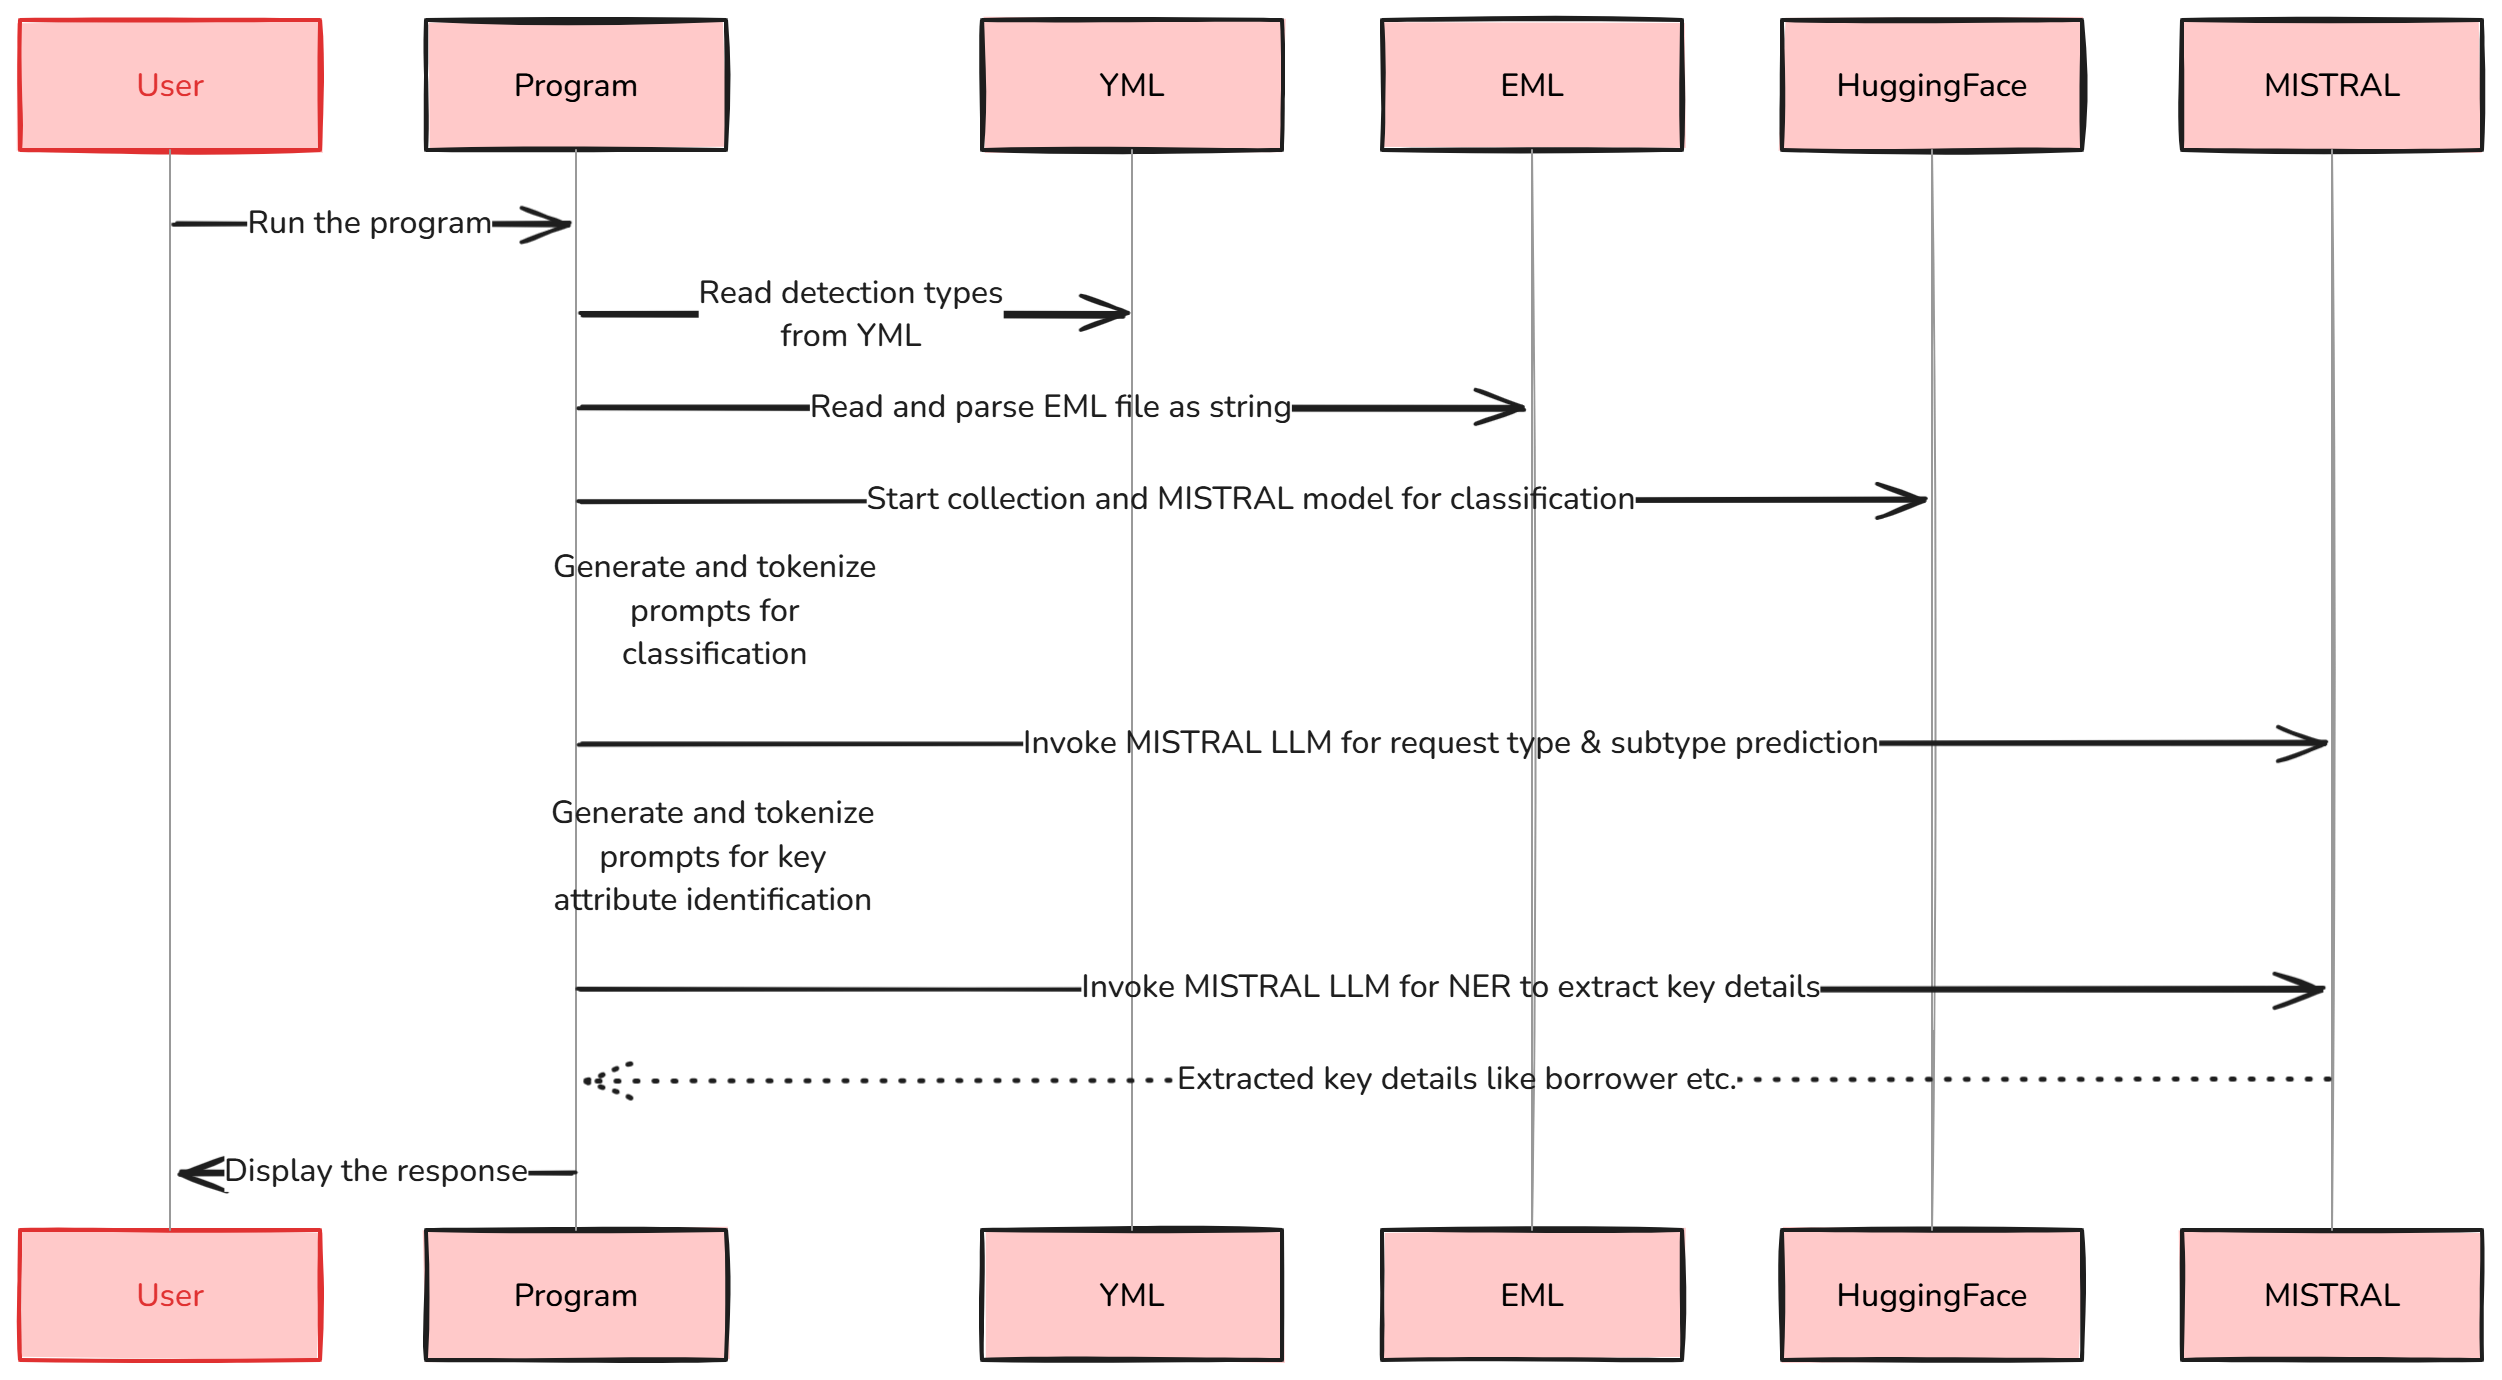 User
Program
YML
EML
HuggingFace
MISTRAL
Run the program
Read detection types
from YML
Read and parse EML file as string
Start collection and MISTRAL model for classification
Generate and tokenize
prompts for
classification
Invoke MISTRAL LLM for request type & subtype prediction
Generate and tokenize
prompts for key
attribute identification
Invoke MISTRAL LLM for NER to extract key details
Extracted key details like borrower etc.
Display the response
User
Program
YML
EML
HuggingFace
MISTRAL